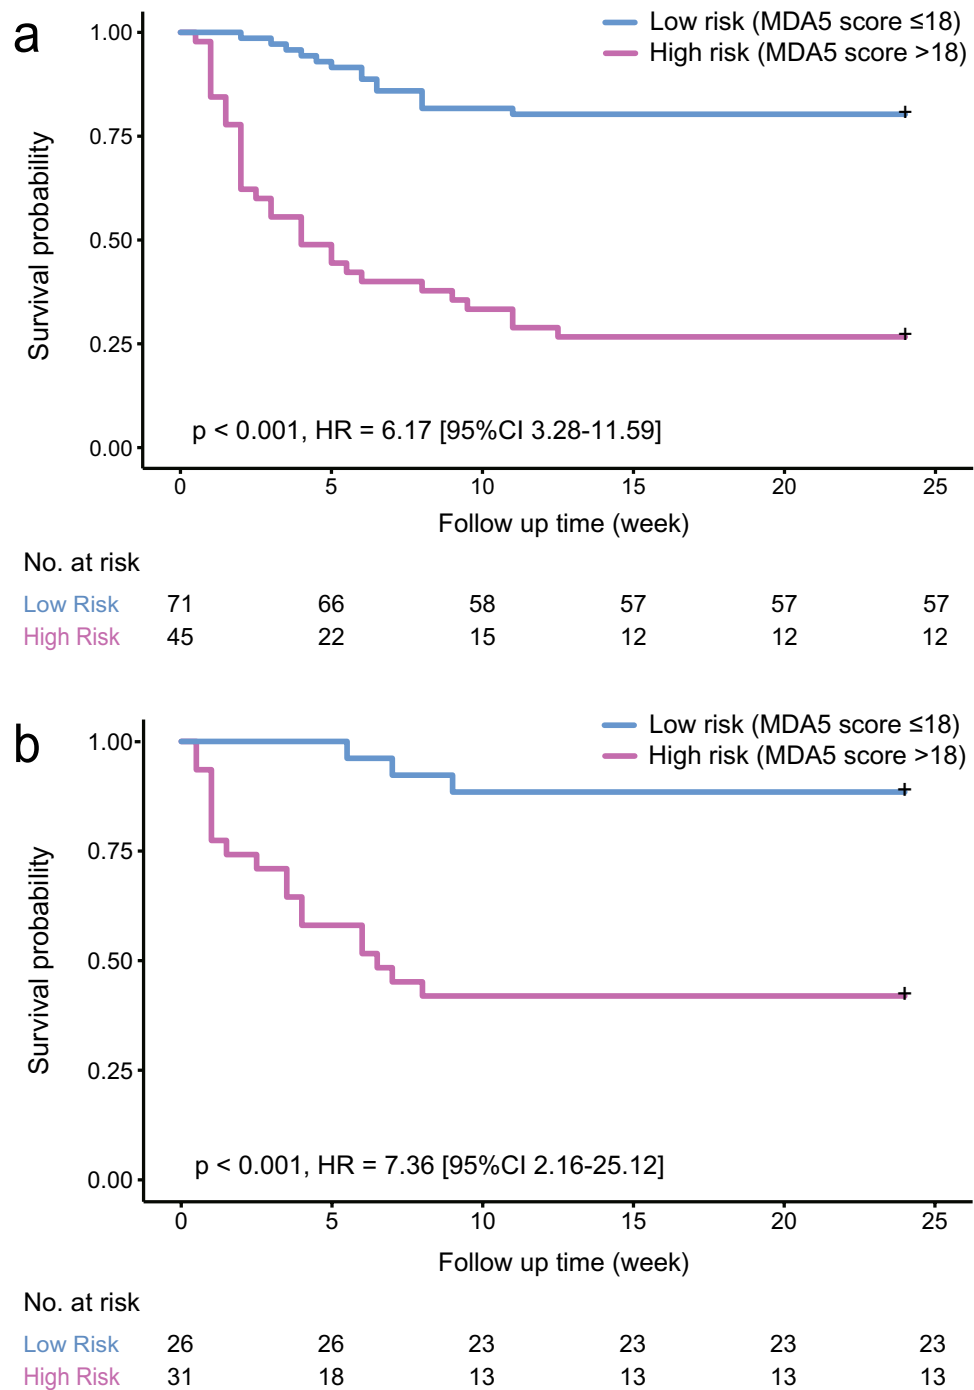 a
Low risk (MDA5 score ≤18)
High risk (MDA5 score >18)
Survival probability
1.00
0.75
0.50
0.25
0.00
p < 0.001, HR = 6.17 [95%CI 3.28-11.59]
0 5 10 15 20 25
Follow up time (week)
No. at risk
Low Risk 71 66 58 57 57 57
High Risk 45 22 15 12 12 12
b
Low risk (MDA5 score ≤18)
High risk (MDA5 score >18)
Survival probability
1.00
0.75
0.50
0.25
0.00
p < 0.001, HR = 7.36 [95%CI 2.16-25.12]
0 5 10 15 20 25
Follow up time (week)
No. at risk
Low Risk 26 26 23 23 23 23
High Risk 31 18 13 13 13 13